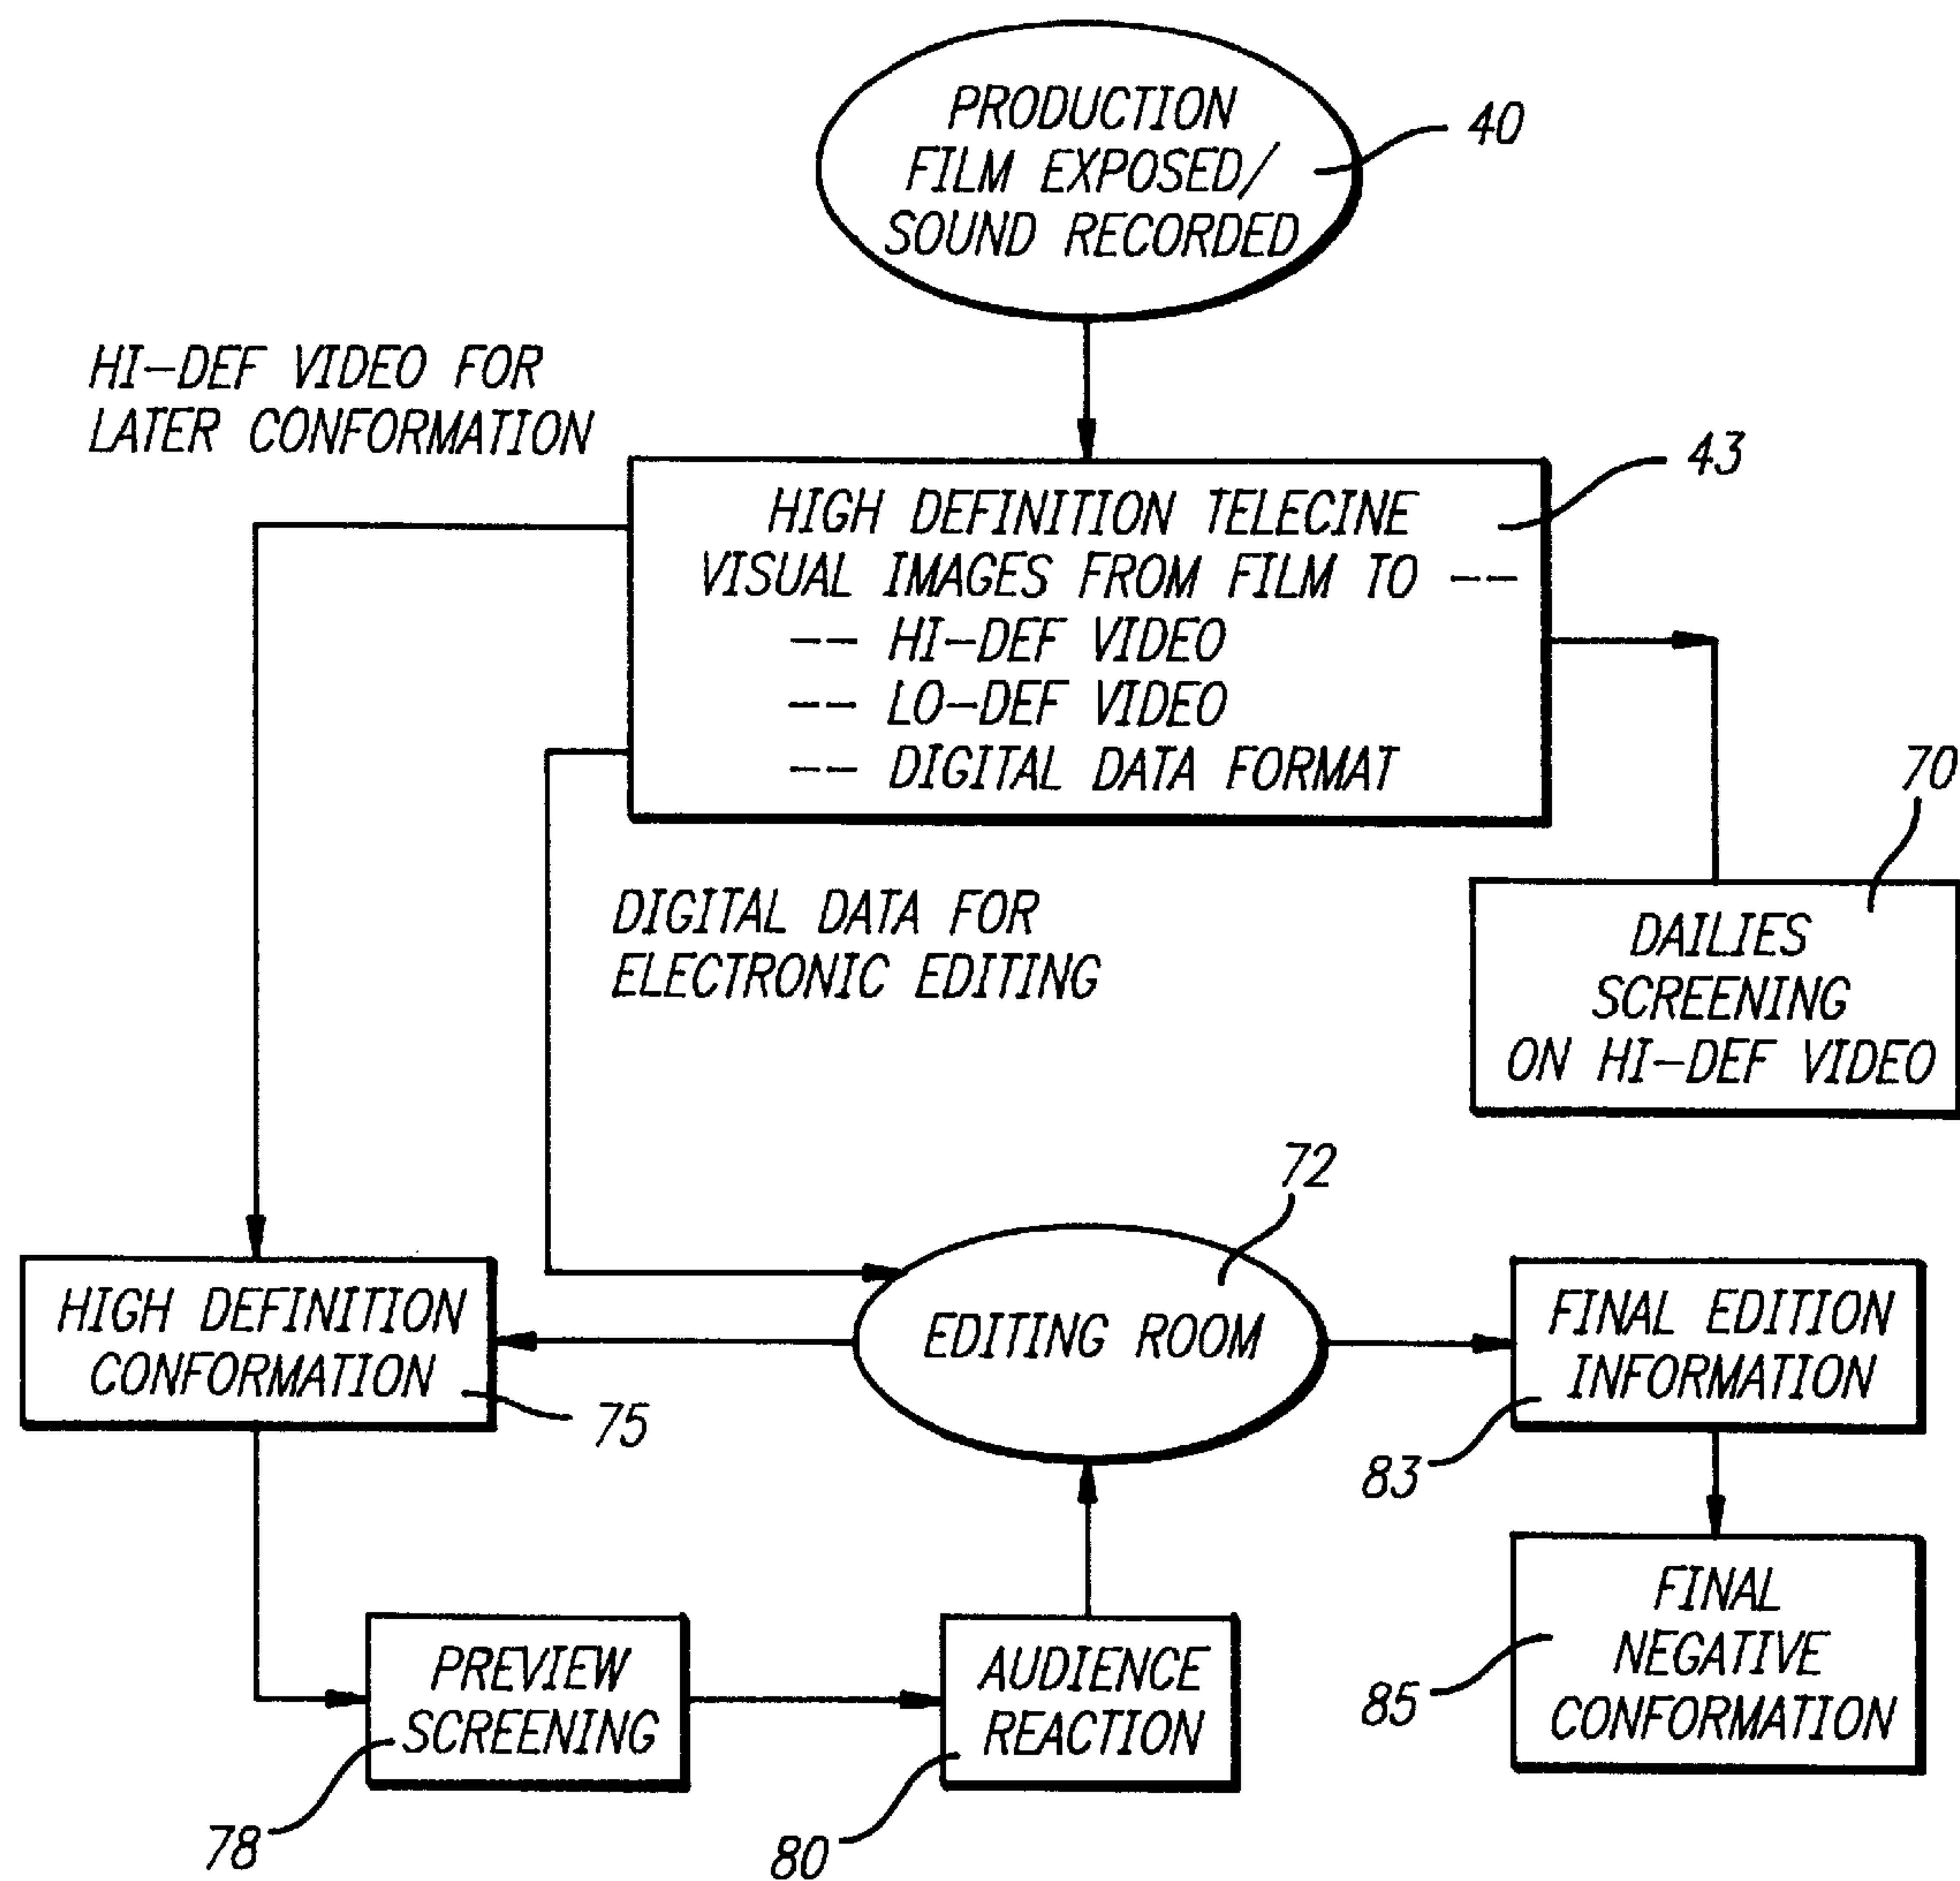 PRODUCTION
FILM EXPOSED/
SOUND RECORDED
40
HI-DEF VIDEO FOR
LATER CONFORMATION
43
HIGH DEFINITION TELECINE
VISUAL IMAGES FROM FILM TO --
-- HI-DEF VIDEO
-- LO-DEF VIDEO
-- DIGITAL DATA FORMAT
70
DIGITAL DATA FOR
ELECTRONIC EDITING
DAILIES
SCREENING
ON HI-DEF VIDEO
72
HIGH DEFINITION
CONFORMATION
75
EDITING ROOM
FINAL EDITION
INFORMATION
83
PREVIEW
SCREENING
78
AUDIENCE
REACTION
80
FINAL
NEGATIVE
CONFORMATION
85